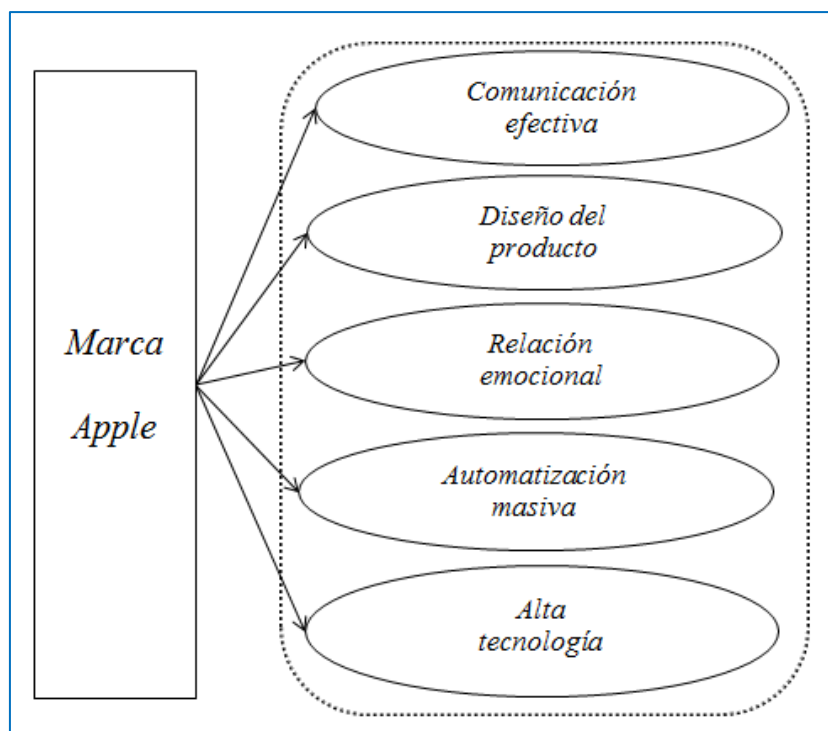 Marca
Apple
Comunicación
efectiva
Diseño del
producto
Relación
emocional
Automatización
masiva
Alta
tecnología